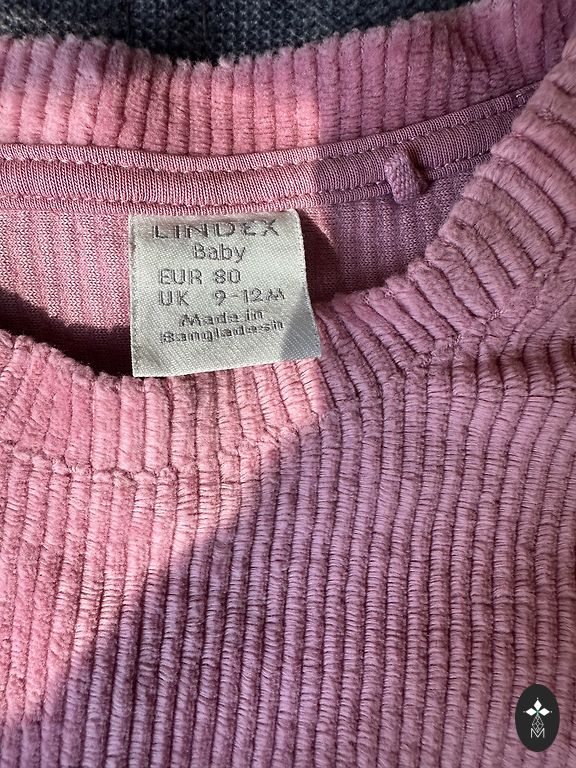 LINDEX
Baby
EUR 80
UK 9-12M
Made in
Bangladesh